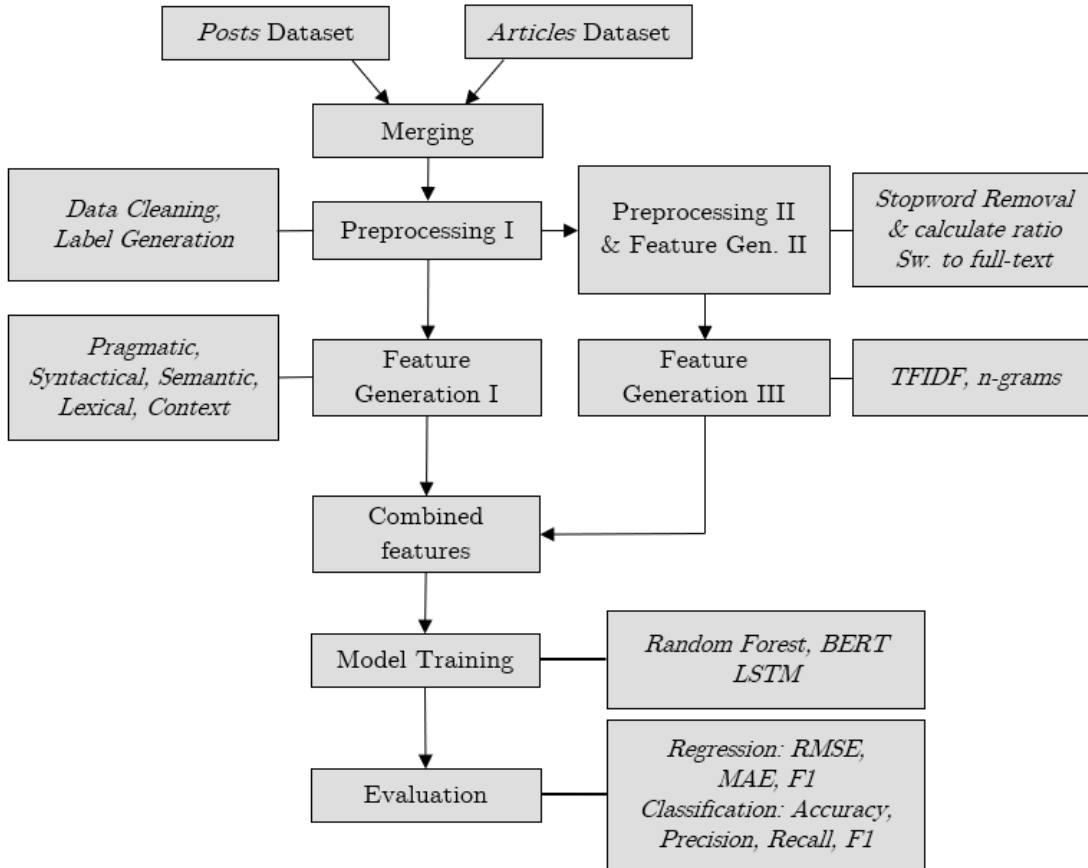 Posts Dataset
Articles Dataset
Merging
Data Cleaning,
Label Generation
Preprocessing I
Preprocessing II
& Feature Gen. II
Stopword Removal
& calculate ratio
Sw. to full-text
Pragmatic,
Syntactical, Semantic,
Lexical, Context
Feature
Generation I
Feature
Generation III
TFIDF, n-grams
Combined
features
Model Training
Random Forest, BERT
LSTM
Evaluation
Regression: RMSE,
MAE, F1
Classification: Accuracy,
Precision, Recall, F1